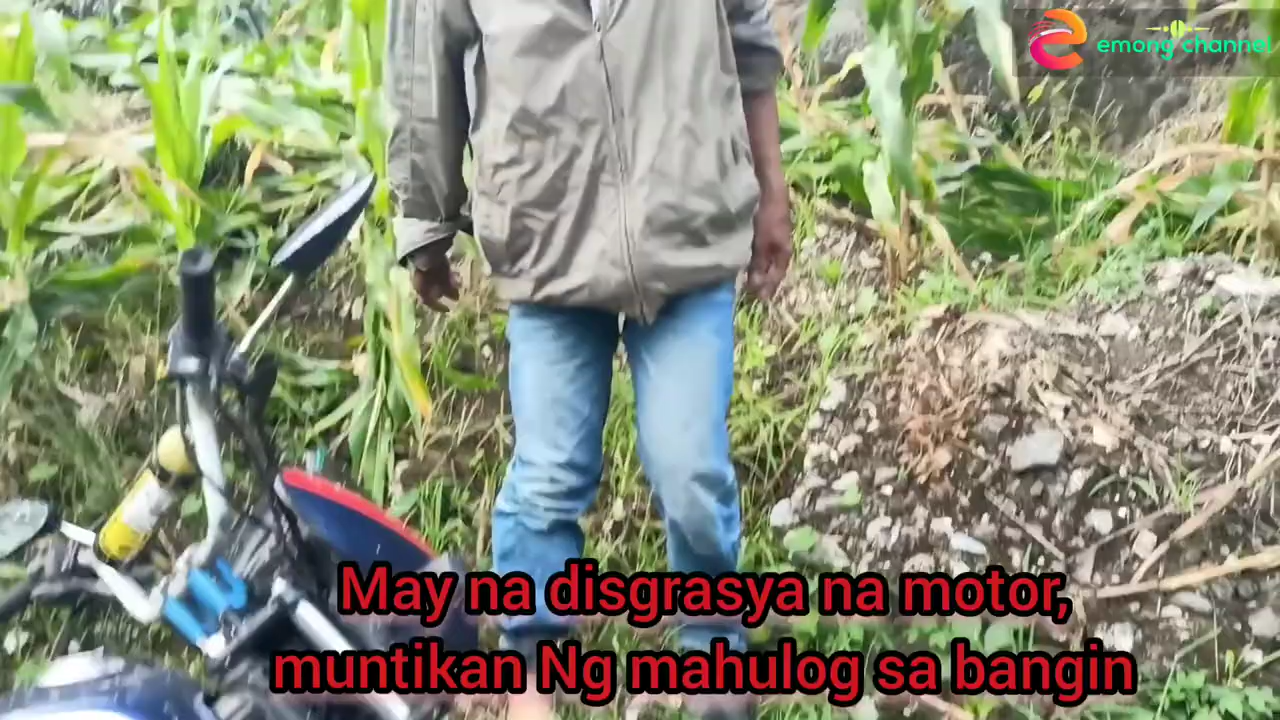 emong channel
May na disgrasya na motor,
muntikan Ng mahulog sa bangin